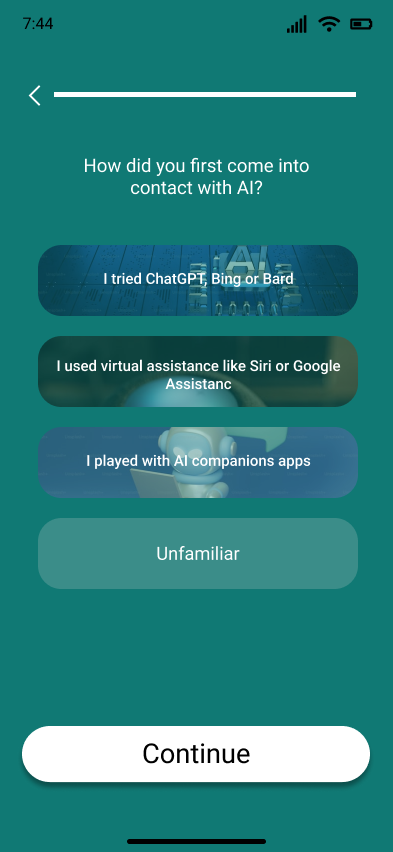 7:44
How did you first come into
contact with AI?
AI
I tried ChatGPT, Bing or Bard
I used virtual assistance like Siri or Google
Assistanc
I played with AI companions apps
Unfamiliar
Continue